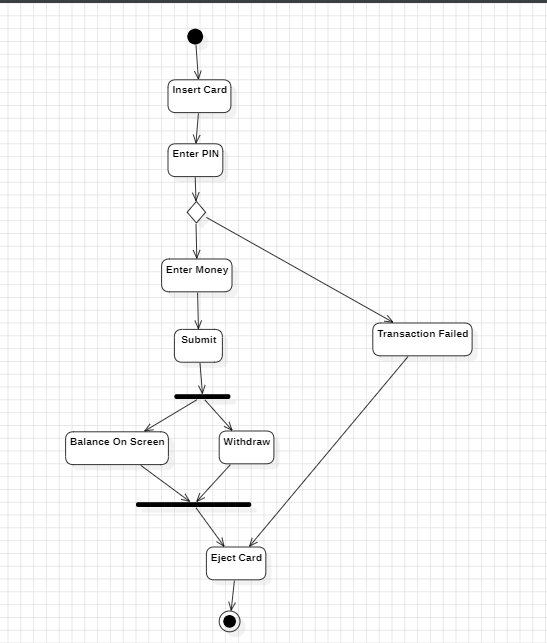 Insert Card
Enter PIN
Enter Money
Submit
Transaction Failed
Balance On Screen
Withdraw
Eject Card